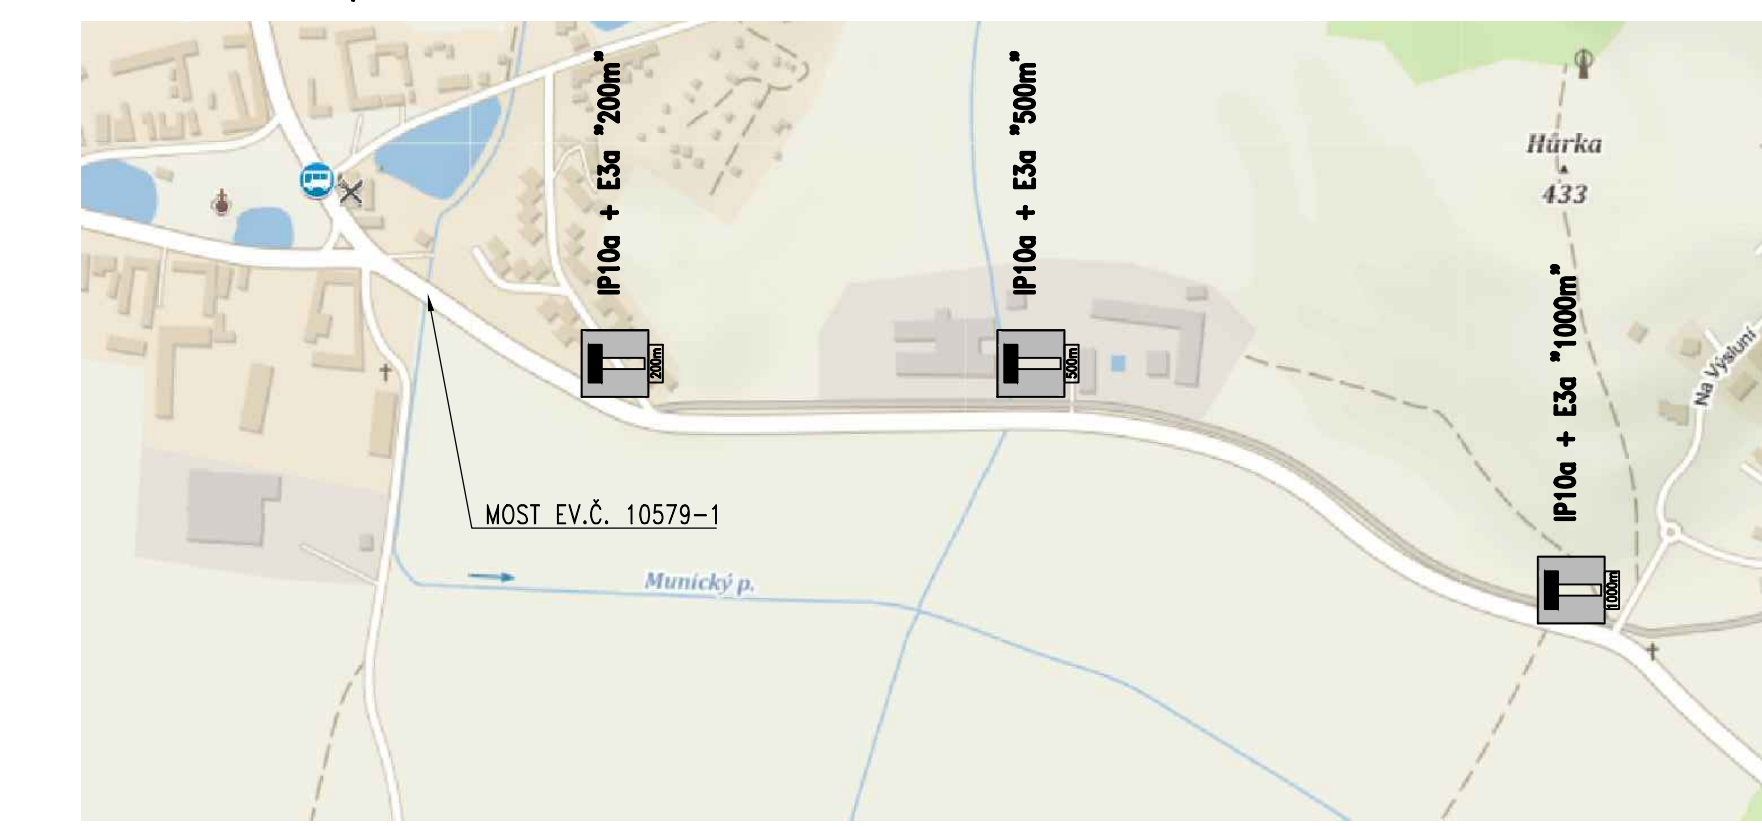 IP10a + E3a "200m"
IP10a + E3a "500m"
Hůrka
433
IP10a + E3a "1000m"
Na Výsluní
200m
500m
MOST EV.Č. 10579-1
Munický p.
1000m